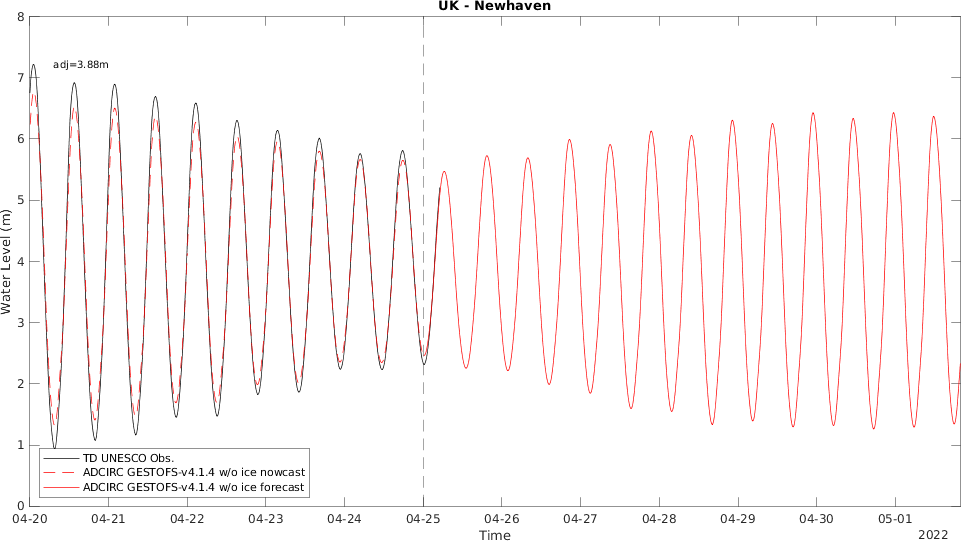 UK - Newhaven
8
7
6
5
4
3
2
1
0
adj=3.88m
Water Level (m)
TD UNESCO Obs.
ADCIRC GESTOFS-v4.1.4 w/o ice nowcast
ADCIRC GESTOFS-v4.1.4 w/o ice forecast
04-20 04-21 04-22 04-23 04-24 04-25 04-26 04-27 04-28 04-29 04-30 05-01
Time
2022